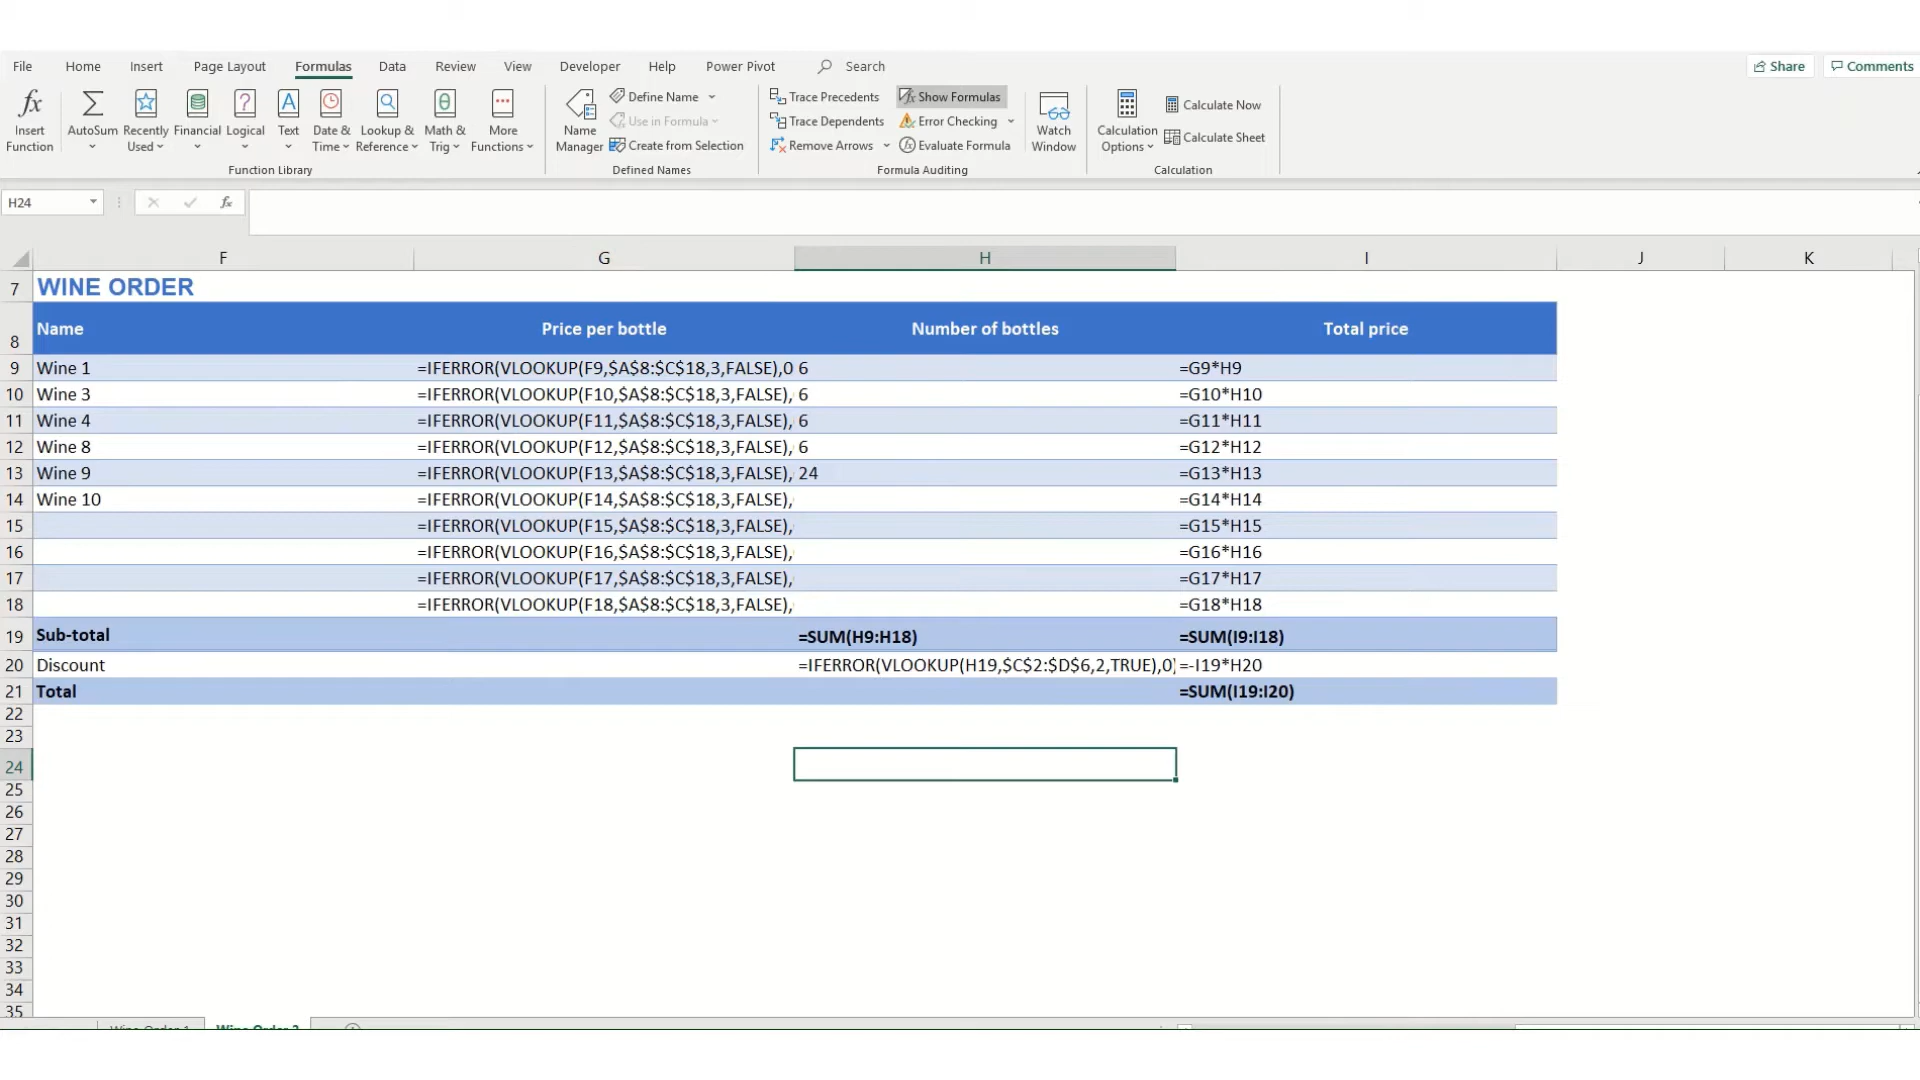 File Home Insert Page Layout Formulas Data Review View Developer Help Power Pivot Search Share Comments
Insert Function AutoSum Recently Used Financial Logical Text Date & Time Lookup & Reference Math & Trig More Functions
Name Manager Define Name Use in Formula Create from Selection
Trace Precedents Trace Dependents Remove Arrows Show Formulas Error Checking Evaluate Formula
Watch Window Calculation Options Calculate Now Calculate Sheet
Function Library Defined Names Formula Auditing Calculation
H24 fx
F G H I J K
7 WINE ORDER
8 Name Price per bottle Number of bottles Total price
9 Wine 1 =IFERROR(VLOOKUP(F9,$A$8:$C$18,3,FALSE),0 6 =G9*H9
10 Wine 3 =IFERROR(VLOOKUP(F10,$A$8:$C$18,3,FALSE), 6 =G10*H10
11 Wine 4 =IFERROR(VLOOKUP(F11,$A$8:$C$18,3,FALSE), 6 =G11*H11
12 Wine 8 =IFERROR(VLOOKUP(F12,$A$8:$C$18,3,FALSE), 6 =G12*H12
13 Wine 9 =IFERROR(VLOOKUP(F13,$A$8:$C$18,3,FALSE), 24 =G13*H13
14 Wine 10 =IFERROR(VLOOKUP(F14,$A$8:$C$18,3,FALSE), =G14*H14
15 =IFERROR(VLOOKUP(F15,$A$8:$C$18,3,FALSE), =G15*H15
16 =IFERROR(VLOOKUP(F16,$A$8:$C$18,3,FALSE), =G16*H16
17 =IFERROR(VLOOKUP(F17,$A$8:$C$18,3,FALSE), =G17*H17
18 =IFERROR(VLOOKUP(F18,$A$8:$C$18,3,FALSE), =G18*H18
19 Sub-total =SUM(H9:H18) =SUM(I9:I18)
20 Discount =IFERROR(VLOOKUP(H19,$C$2:$D$6,2,TRUE),0) =-I19*H20
21 Total =SUM(I19:I20)
22
23
24
25
26
27
28
29
30
31
32
33
34
35